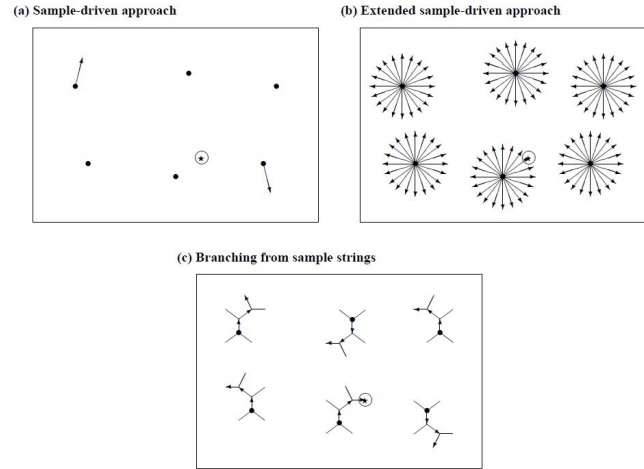 (a) Sample-driven approach
(b) Extended sample-driven approach
(c) Branching from sample strings